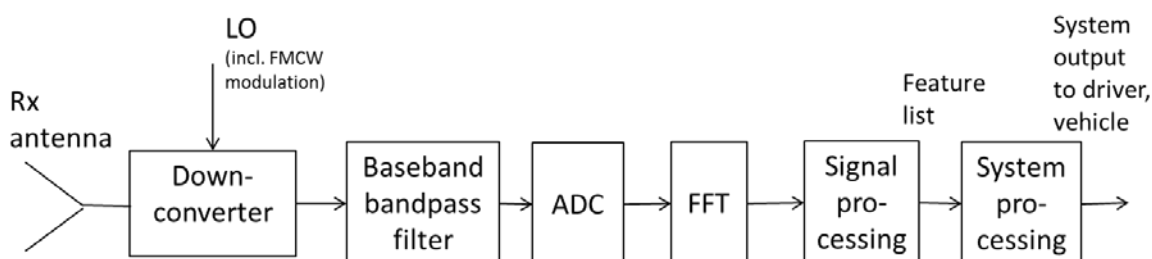 LO
(incl. FMCW
modulation)
Rx
antenna
Down-
converter
Baseband
bandpass
filter
ADC
FFT
Signal
pro-
cessing
Feature
list
System
pro-
cessing
System
output
to driver,
vehicle